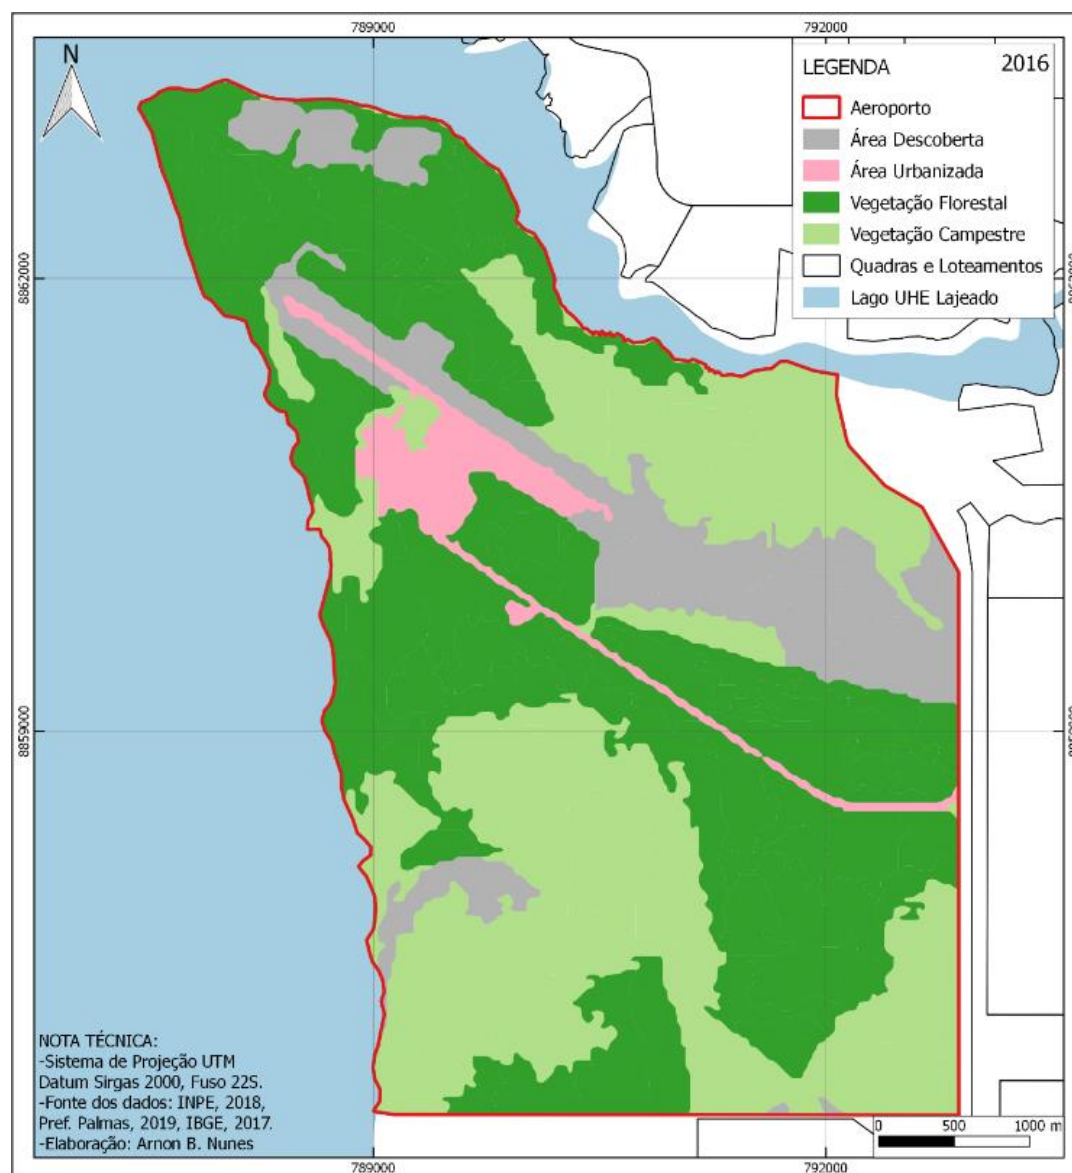 789000
792000
N
LEGENDA 2016
Aeroporto
Área Descoberta
Área Urbanizada
Vegetação Florestal
Vegetação Campestre
Quadras e Loteamentos
Lago UHE Lajeado
8862000
8859000
NOTA TÉCNICA:
-Sistema de Projeção UTM
Datum Sirgas 2000, Fuso 22S.
-Fonte dos dados: INPE, 2018,
Pref. Palmas, 2019, IBGE, 2017.
-Elaboração: Arnon B. Nunes
0 500 1000 m
789000
792000